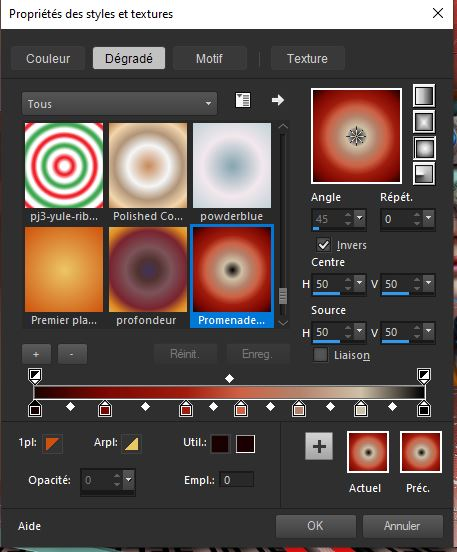 Propriétés des styles et textures
Couleur Dégradé Motif Texture
Tous
pj3-yule-rib... Polished Co... powderblue
Premier pla... profondeur Promenade...
Angle Répét.
45 0
Invers
Centre
H 50 V 50
Source
H 50 V 50
Liaison
+ - Réinit. Enreg.
1pl: Arpl: Util.:
Opacité: 0 Empl.: 0
Actuel Préc.
Aide OK Annuler